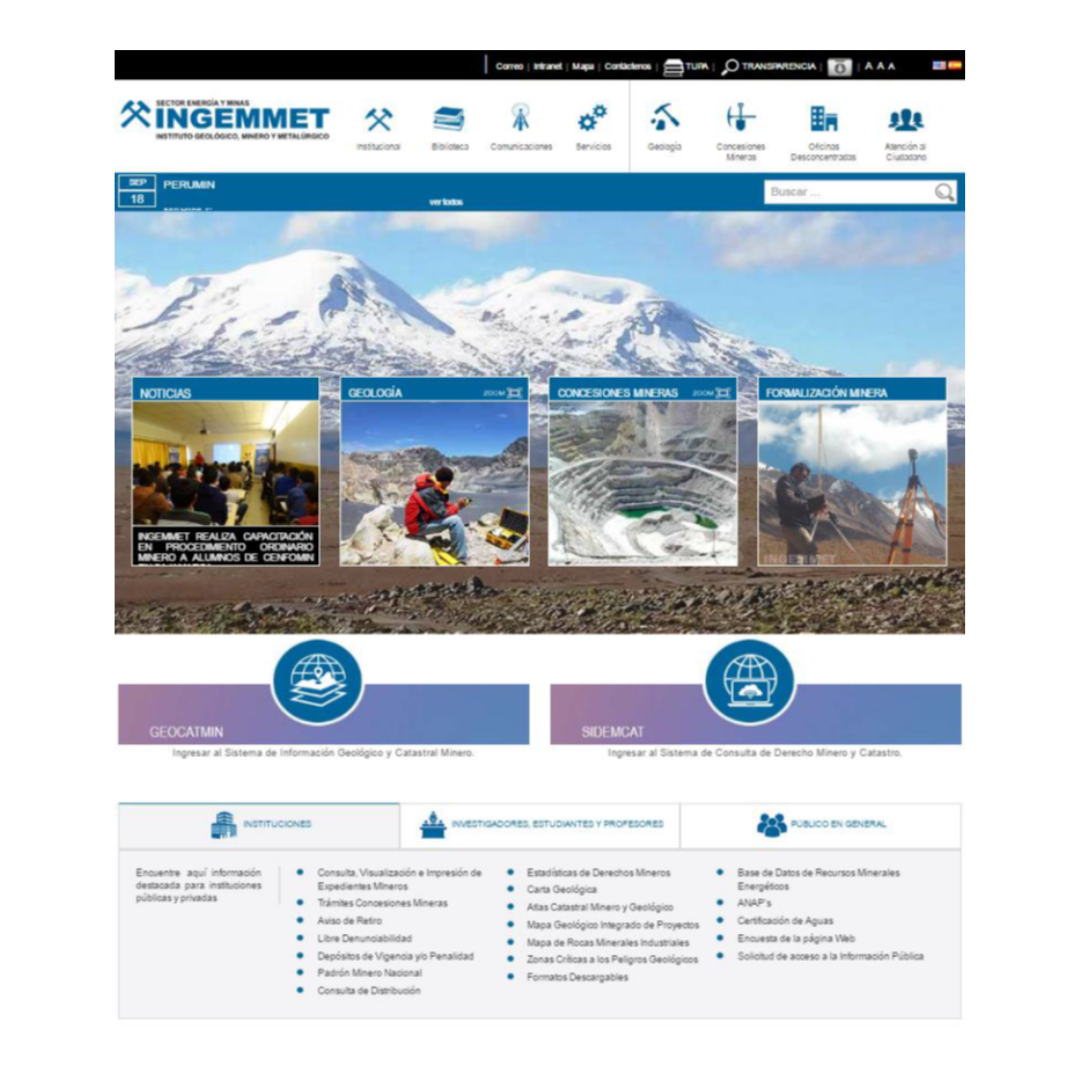 Correo | Intranet | Mapa | Contáctenos | TUPA | TRANSPARENCIA | A A A
SECTOR ENERGÍA Y MINAS
INGEMMET
INSTITUTO GEOLÓGICO, MINERO Y METALÚRGICO
Institucional
Biblioteca
Comunicaciones
Servicios
Geología
Concesiones
Mineras
Oficinas
Desconcentradas
Atención al
Ciudadano
SEP
18
PERUMIN
ver todos
Buscar ...
NOTICIAS
INGEMMET REALIZA CAPACITACIÓN
EN PROCEDIMIENTO ORDINARIO
MINERO A ALUMNOS DE CENFOMIN
GEOLOGÍA
ZOOM
CONCESIONES MINERAS
ZOOM
FORMALIZACIÓN MINERA
INGEMMET
GEOCATMIN
Ingresar al Sistema de Información Geológico y Catastral Minero.
SIDEMCAT
Ingresar al Sistema de Consulta de Derecho Minero y Catastro.
INSTITUCIONES
INVESTIGADORES, ESTUDIANTES Y PROFESORES
PÚBLICO EN GENERAL
Encuentre aquí información
destacada para instituciones
públicas y privadas
Consulta, Visualización e Impresión de
Expedientes Mineros
Trámites Concesiones Mineras
Aviso de Retiro
Libre Denunciabilidad
Depósitos de Vigencia y/o Penalidad
Padrón Minero Nacional
Consulta de Distribución
Estadísticas de Derechos Mineros
Carta Geológica
Atlas Catastral Minero y Geológico
Mapa Geológico Integrado de Proyectos
Mapa de Rocas Minerales Industriales
Zonas Críticas a los Peligros Geológicos
Formatos Descargables
Base de Datos de Recursos Minerales
Energéticos
ANAP's
Certificación de Aguas
Encuesta de la página Web
Solicitud de acceso a la Información Pública